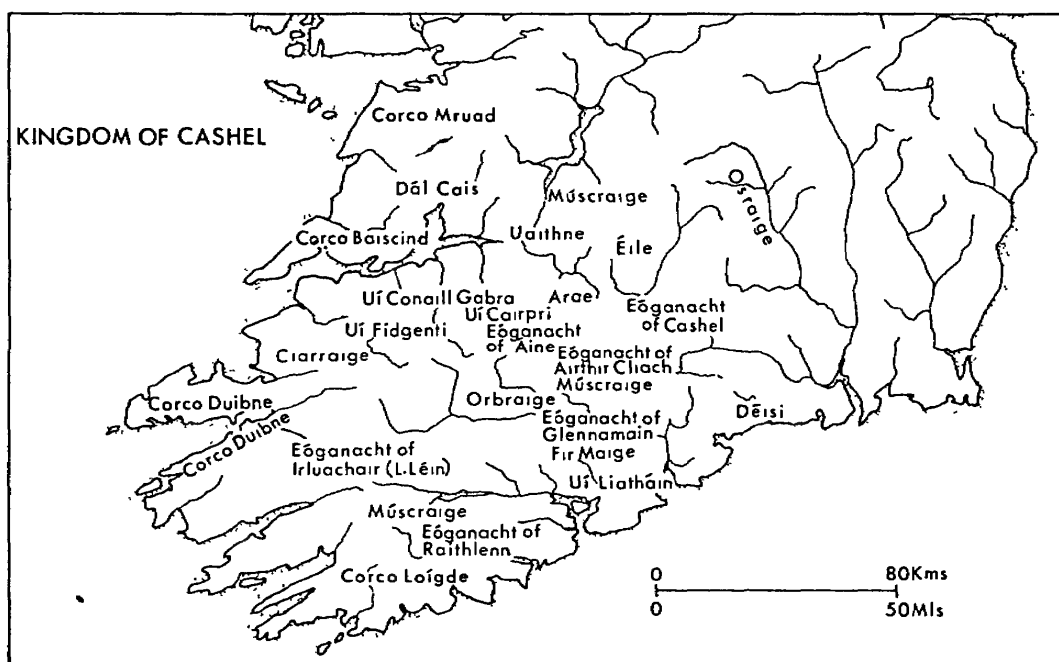 KINGDOM OF CASHEL
Corco Mruad
Dál Cais
Múscraige
Osraige
Corco Baiscind
Uaithne
Éile
Uí Conaill Gabra
Arae
Uí Cairpri
Eóganacht
of Cashel
Uí Fidgenti
Eóganacht
of Aine
Ciarraige
Eóganacht of
Airthir Cliach
Múscraige
Corco Duibne
Orbraige
Déisi
Corco Duibne
Eóganacht of
Glennamain
Eóganacht of
Irluachair (L.Léin)
Fir Maige
Uí Liatháin
Múscraige
Eóganacht of
Raithlenn
Corco Loígde
0 80Kms
0 50Mls